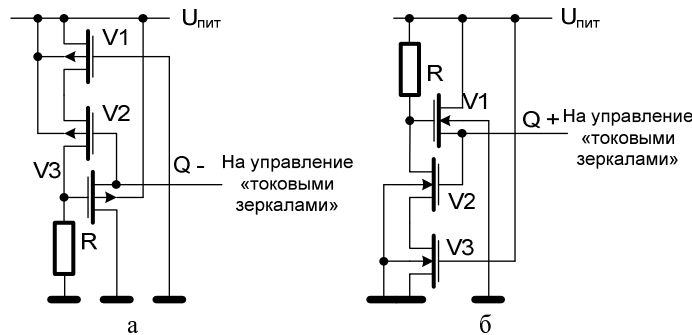 Uпит
V1
V2
V3
Q -
На управление
«токовыми
зеркалами»
R
а
Uпит
R
V1
Q +
На управление
«токовыми
зеркалами»
V2
V3
б